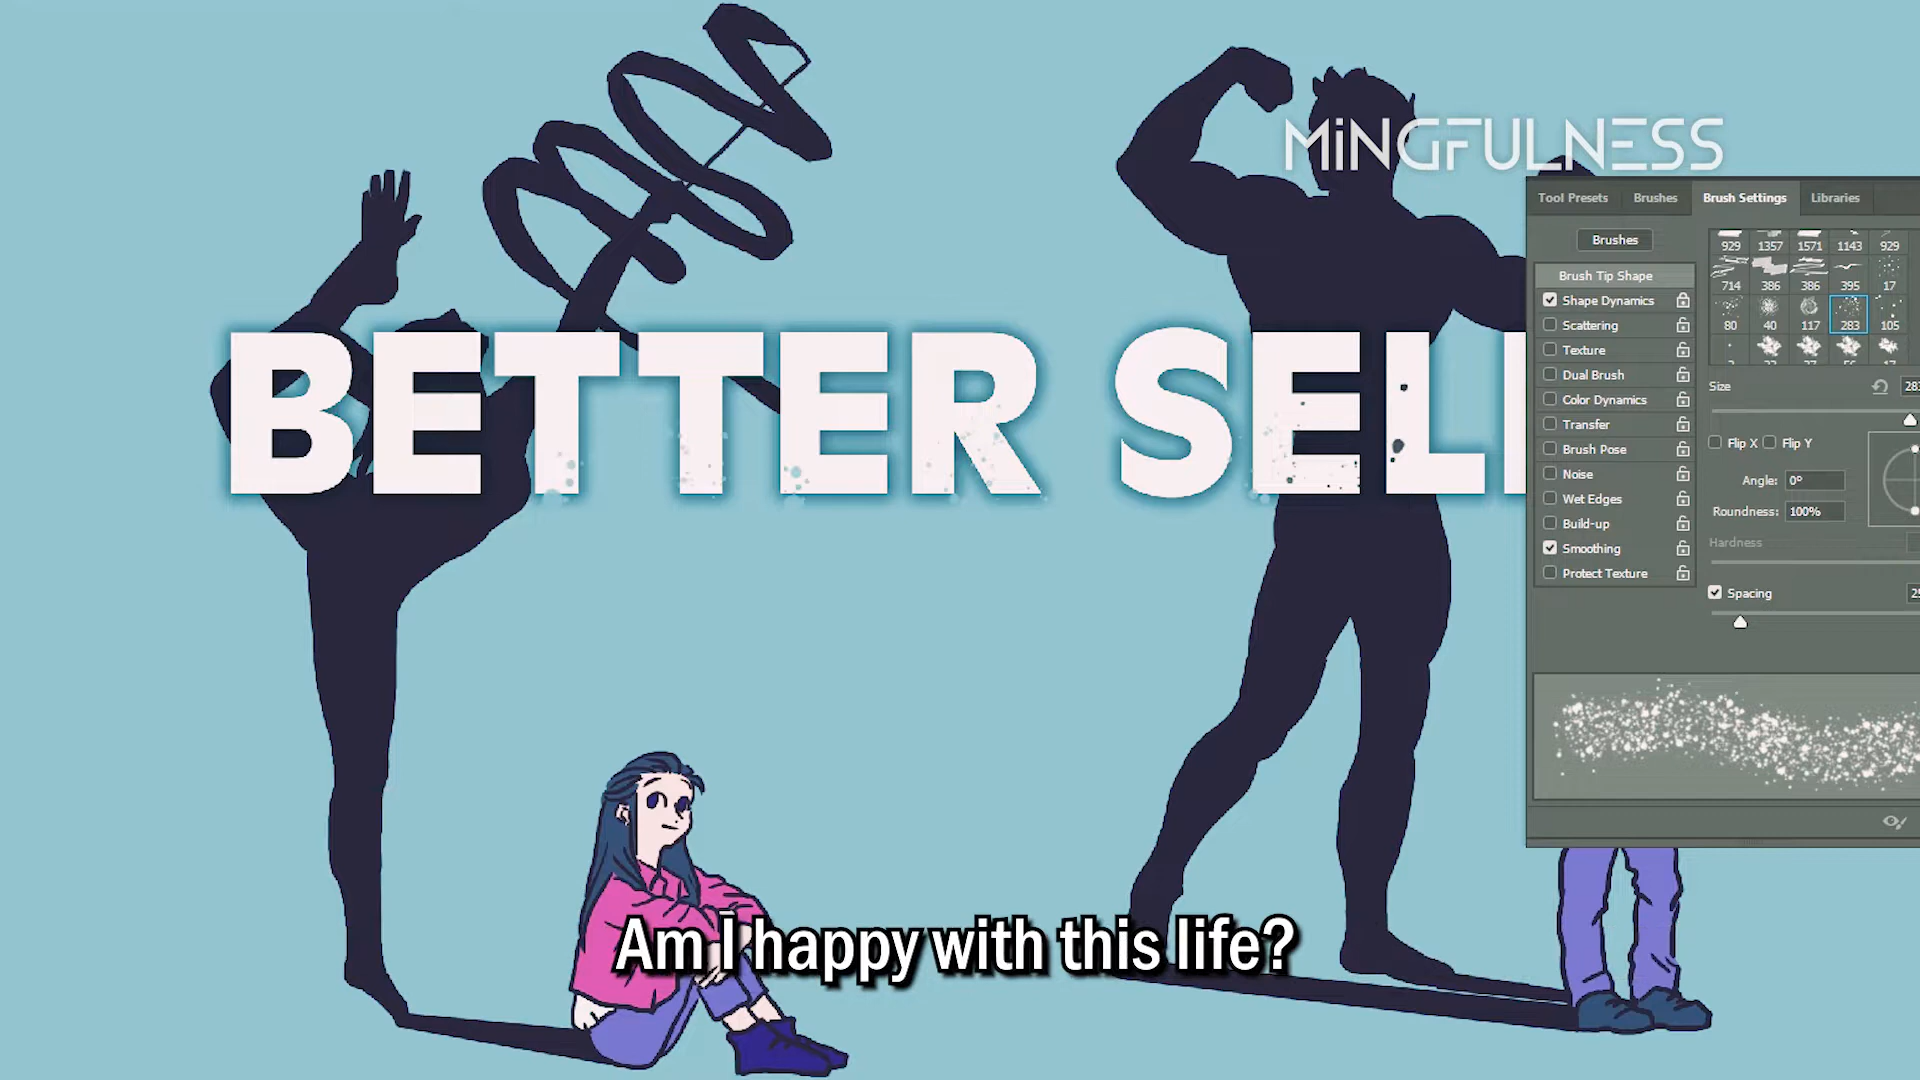 MiNGFULNESS
Tool Presets Brushes Brush Settings Libraries
Brushes
929 1357 1571 1143 929
Brush Tip Shape
714 386 386 395 17
Shape Dynamics
Scattering
80 40 117 283 105
Texture
Dual Brush
Size
Color Dynamics
Transfer
Flip X Flip Y
Brush Pose
Noise
Angle: 0°
Wet Edges
Roundness: 100%
Build-up
Hardness
Smoothing
Protect Texture
Spacing
BETTER SEL
Am I happy with this life?